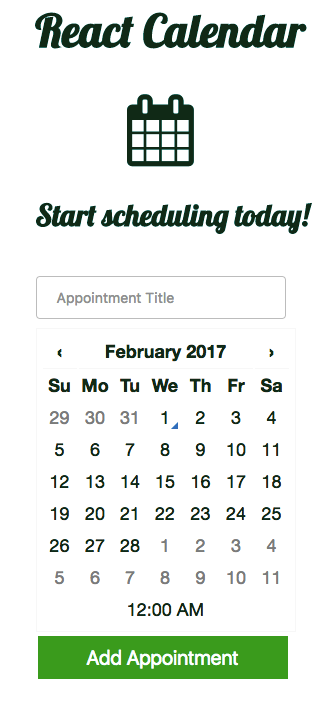 React Calendar
Start scheduling today!
Appointment Title
‹ February 2017 ›
Su Mo Tu We Th Fr Sa
29 30 31 1 2 3 4
5 6 7 8 9 10 11
12 13 14 15 16 17 18
19 20 21 22 23 24 25
26 27 28 1 2 3 4
5 6 7 8 9 10 11
12:00 AM
Add Appointment